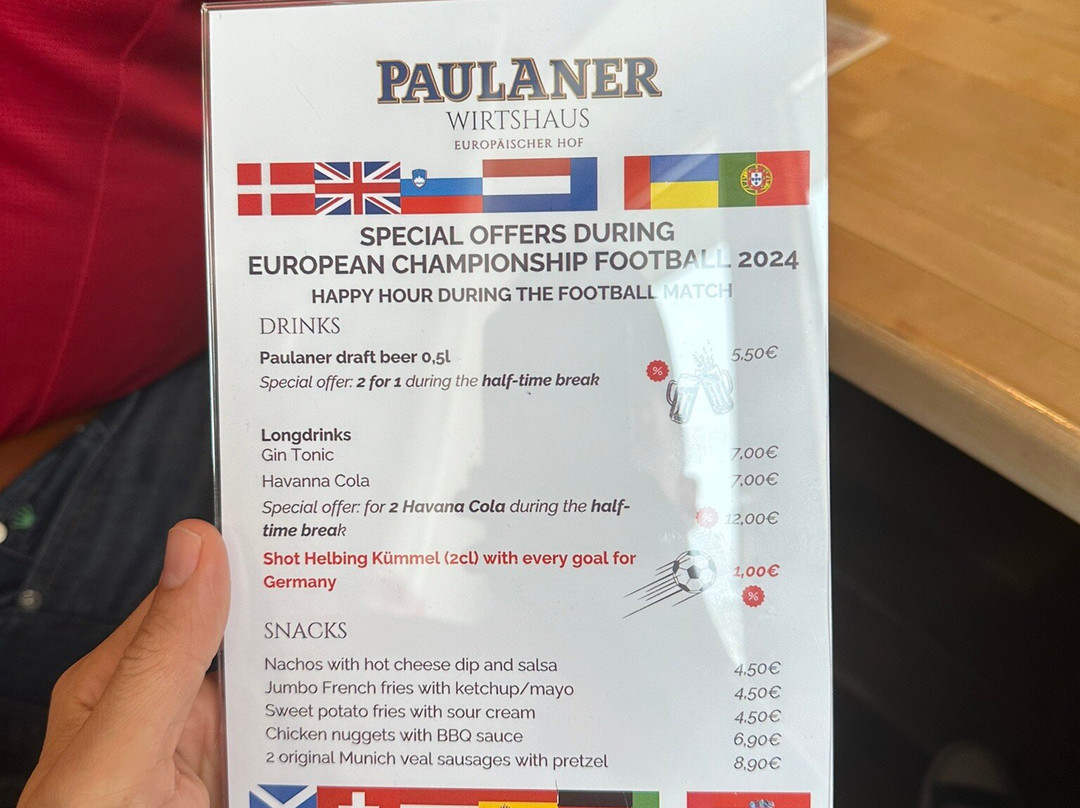 PAULANER
WIRTSHAUS
EUROPÄISCHER HOF
SPECIAL OFFERS DURING
EUROPEAN CHAMPIONSHIP FOOTBALL 2024
HAPPY HOUR DURING THE FOOTBALL MATCH
DRINKS
Paulaner draft beer 0,5l 5,50€
Special offer: 2 for 1 during the half-time break %
Longdrinks
Gin Tonic 7,00€
Havanna Cola 7,00€
Special offer: for 2 Havana Cola during the half-
time break % 12,00€
Shot Helbing Kümmel (2cl) with every goal for
Germany 1,00€
%
SNACKS
Nachos with hot cheese dip and salsa 4,50€
Jumbo French fries with ketchup/mayo 4,50€
Sweet potato fries with sour cream 4,50€
Chicken nuggets with BBQ sauce 6,90€
2 original Munich veal sausages with pretzel 8,90€